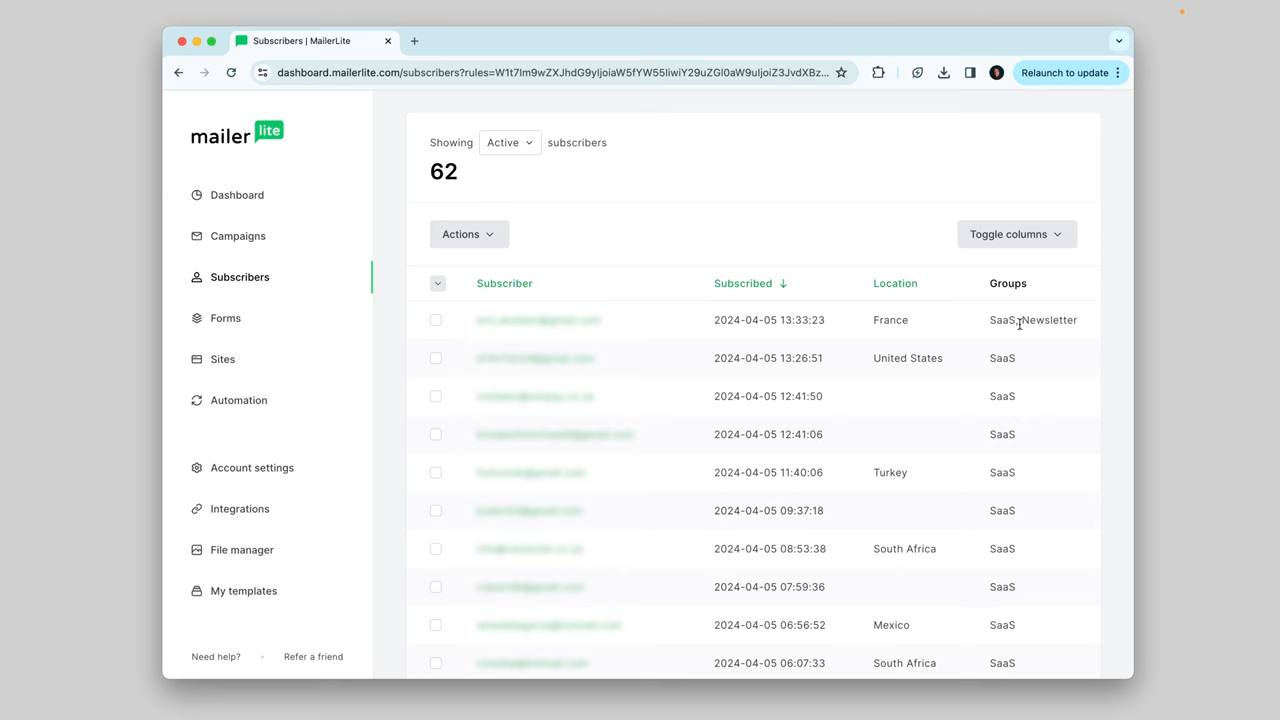 Subscribers | MailerLite
dashboard.mailerlite.com/subscribers?rules=W1t7Im9wZXJhdG9yIjoiaW5fYW55IiwiY29uZGl0aW9uIjoiZ3JvdXBz...
Relaunch to update
mailer lite
Dashboard
Campaigns
Subscribers
Forms
Sites
Automation
Account settings
Integrations
File manager
My templates
Need help?
Refer a friend
Showing Active subscribers
62
Actions
Toggle columns
Subscriber Subscribed Location Groups
2024-04-05 13:33:23 France SaaS, Newsletter
2024-04-05 13:26:51 United States SaaS
2024-04-05 12:41:50 SaaS
2024-04-05 12:41:06 SaaS
2024-04-05 11:40:06 Turkey SaaS
2024-04-05 09:37:18 SaaS
2024-04-05 08:53:38 South Africa SaaS
2024-04-05 07:59:36 SaaS
2024-04-05 06:56:52 Mexico SaaS
2024-04-05 06:07:33 South Africa SaaS